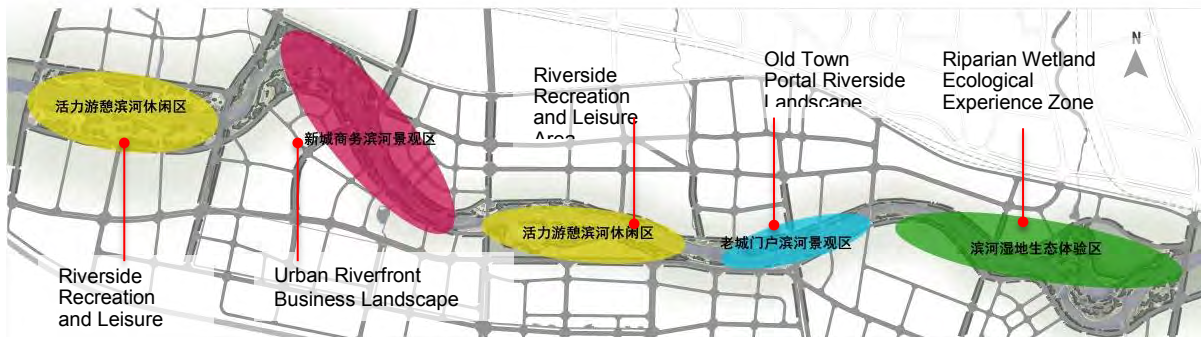 N
Riverside
Recreation
and Leisure
Area
Old Town
Portal Riverside
Landscape
Riparian Wetland
Ecological
Experience Zone
活力游憩滨河休闲区
新城商务滨河景观区
活力游憩滨河休闲区
老城门户滨河景观区
滨河湿地生态体验区
Riverside
Recreation
and Leisure
Urban Riverfront
Business Landscape